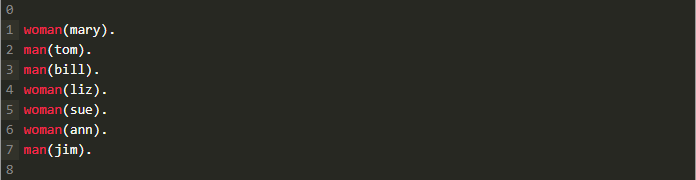 0
1 woman(mary).
2 man(tom).
3 man(bill).
4 woman(liz).
5 woman(sue).
6 woman(ann).
7 man(jim).
8